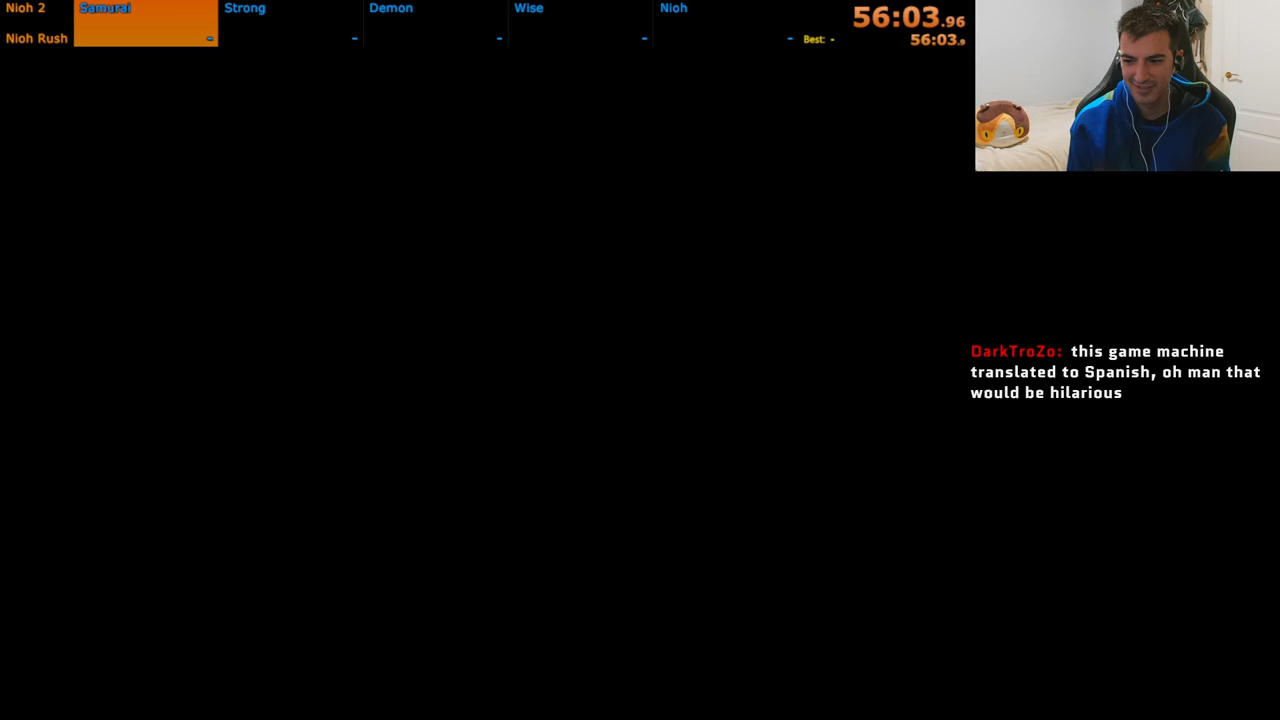 Nioh 2 Samurai Strong Demon Wise Nioh 56:03.96
Nioh Rush - - - - - Best: - 56:03.9
DarkTroZo: this game machine
translated to Spanish, oh man that
would be hilarious